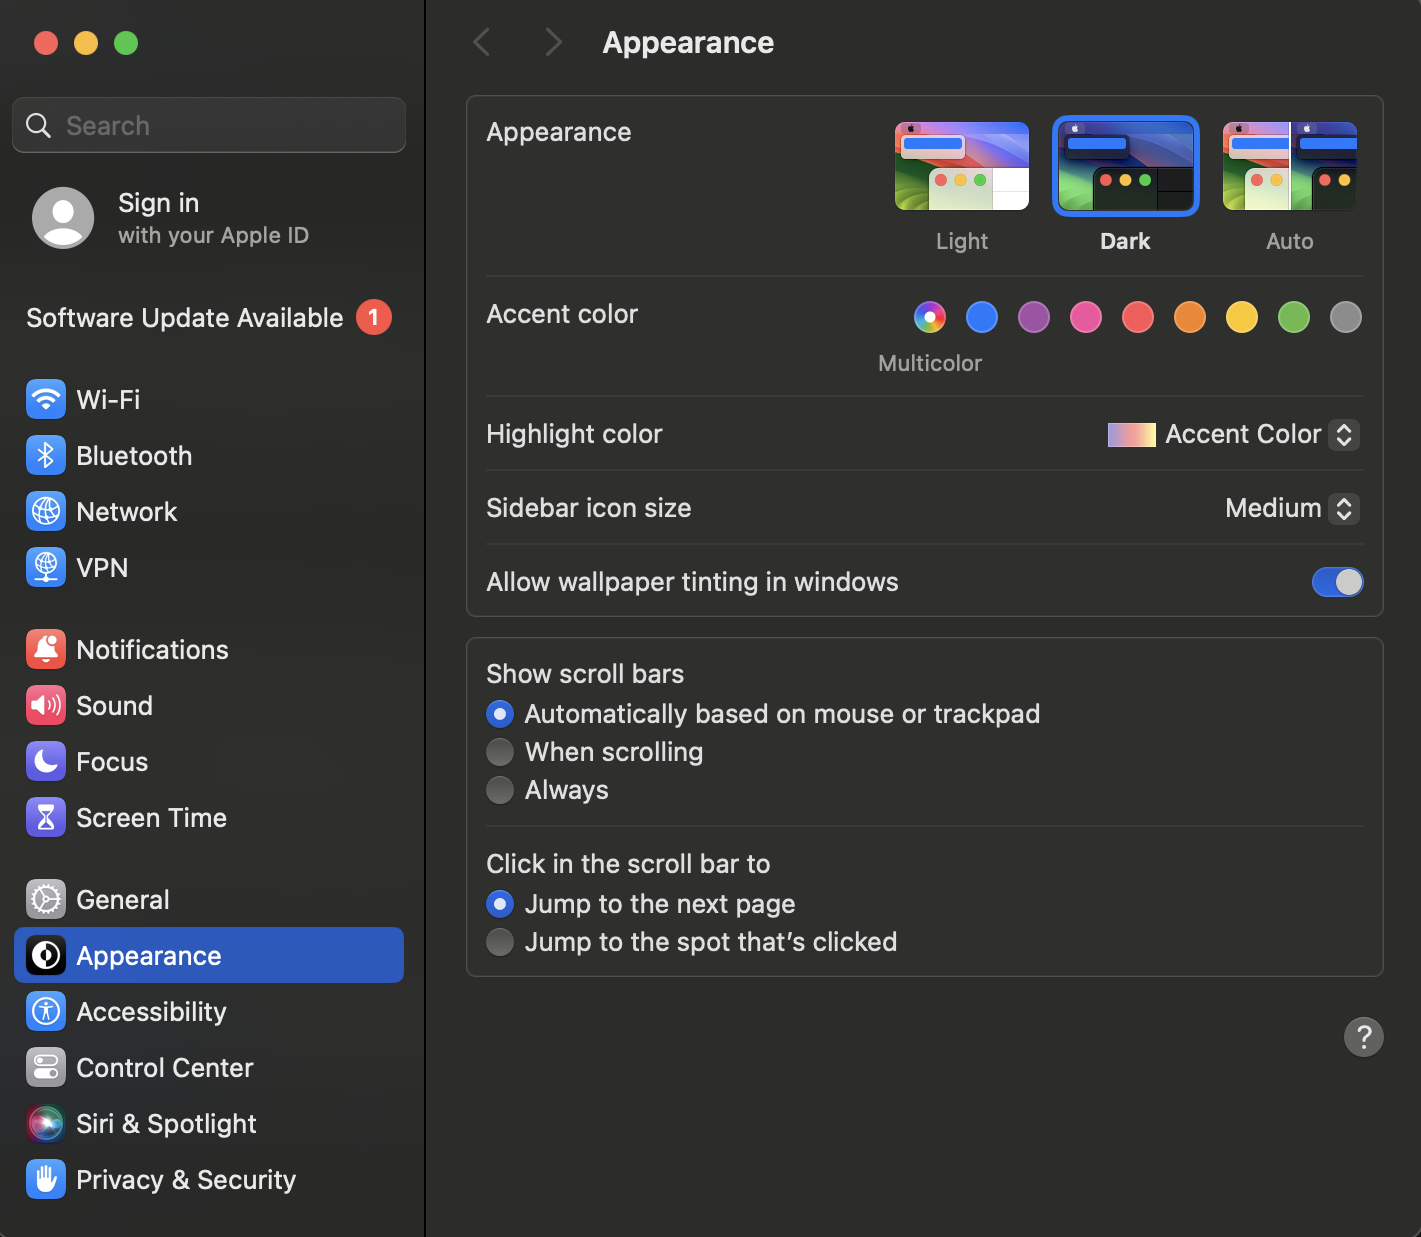 Search
Sign in
with your Apple ID
Software Update Available 1
Wi-Fi
Bluetooth
Network
VPN
Notifications
Sound
Focus
Screen Time
General
Appearance
Accessibility
Control Center
Siri & Spotlight
Privacy & Security
Appearance
Appearance
Light
Dark
Auto
Accent color
Multicolor
Highlight color
Accent Color
Sidebar icon size
Medium
Allow wallpaper tinting in windows
Show scroll bars
Automatically based on mouse or trackpad
When scrolling
Always
Click in the scroll bar to
Jump to the next page
Jump to the spot that’s clicked
?